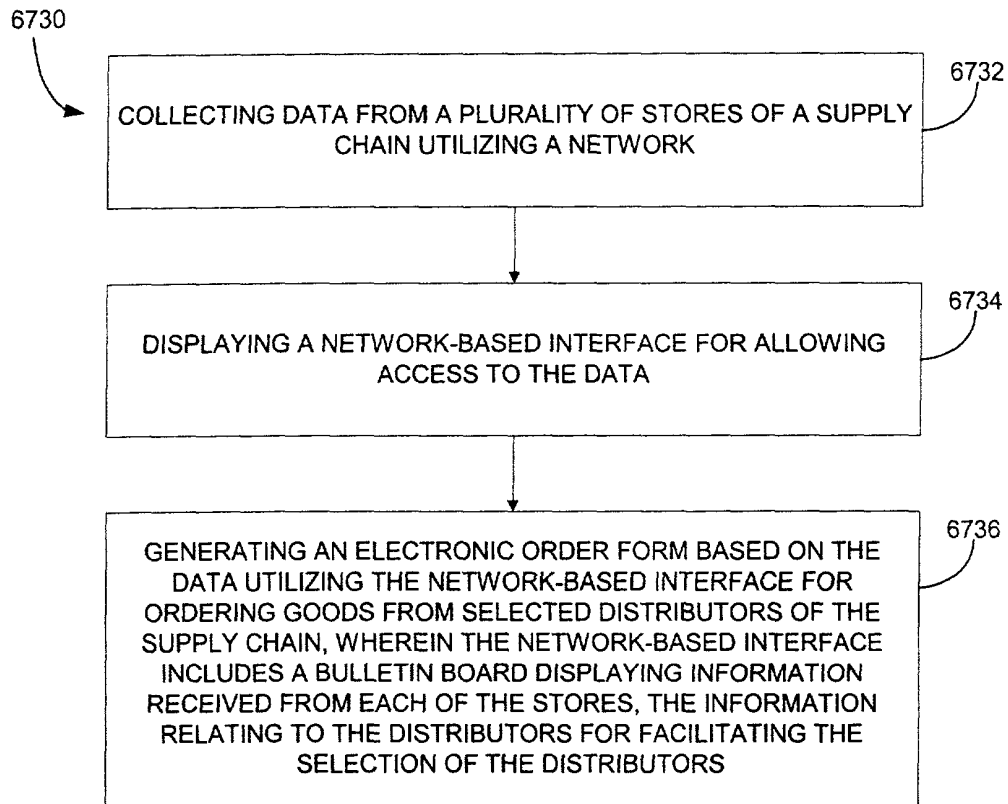 6730
6732
COLLECTING DATA FROM A PLURALITY OF STORES OF A SUPPLY
CHAIN UTILIZING A NETWORK
6734
DISPLAYING A NETWORK-BASED INTERFACE FOR ALLOWING
ACCESS TO THE DATA
6736
GENERATING AN ELECTRONIC ORDER FORM BASED ON THE
DATA UTILIZING THE NETWORK-BASED INTERFACE FOR
ORDERING GOODS FROM SELECTED DISTRIBUTORS OF THE
SUPPLY CHAIN, WHEREIN THE NETWORK-BASED INTERFACE
INCLUDES A BULLETIN BOARD DISPLAYING INFORMATION
RECEIVED FROM EACH OF THE STORES, THE INFORMATION
RELATING TO THE DISTRIBUTORS FOR FACILITATING THE
SELECTION OF THE DISTRIBUTORS